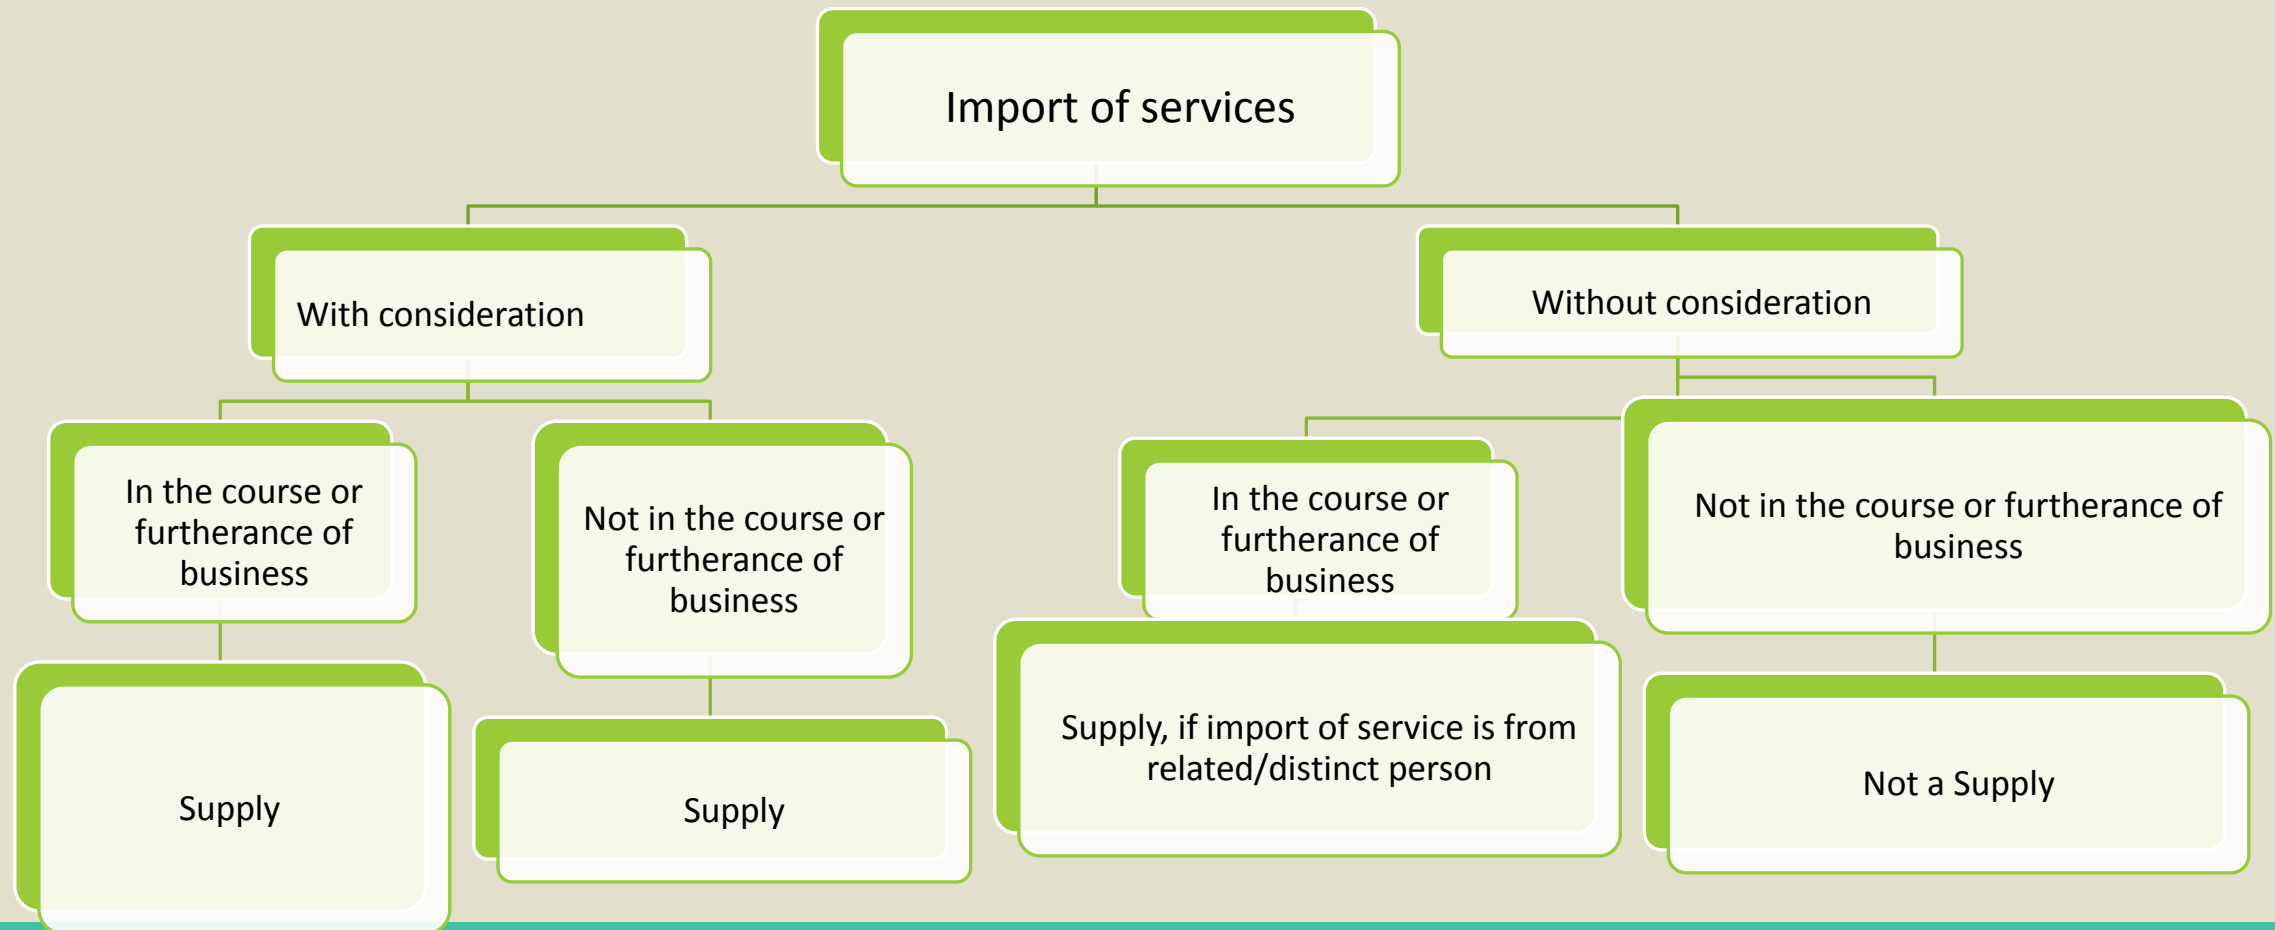 Import of services
With consideration
Without consideration
In the course or
furtherance of
business
Not in the course or
furtherance of
business
In the course or
furtherance of
business
Not in the course or furtherance of
business
Supply
Supply
Supply, if import of service is from
related/distinct person
Not a Supply